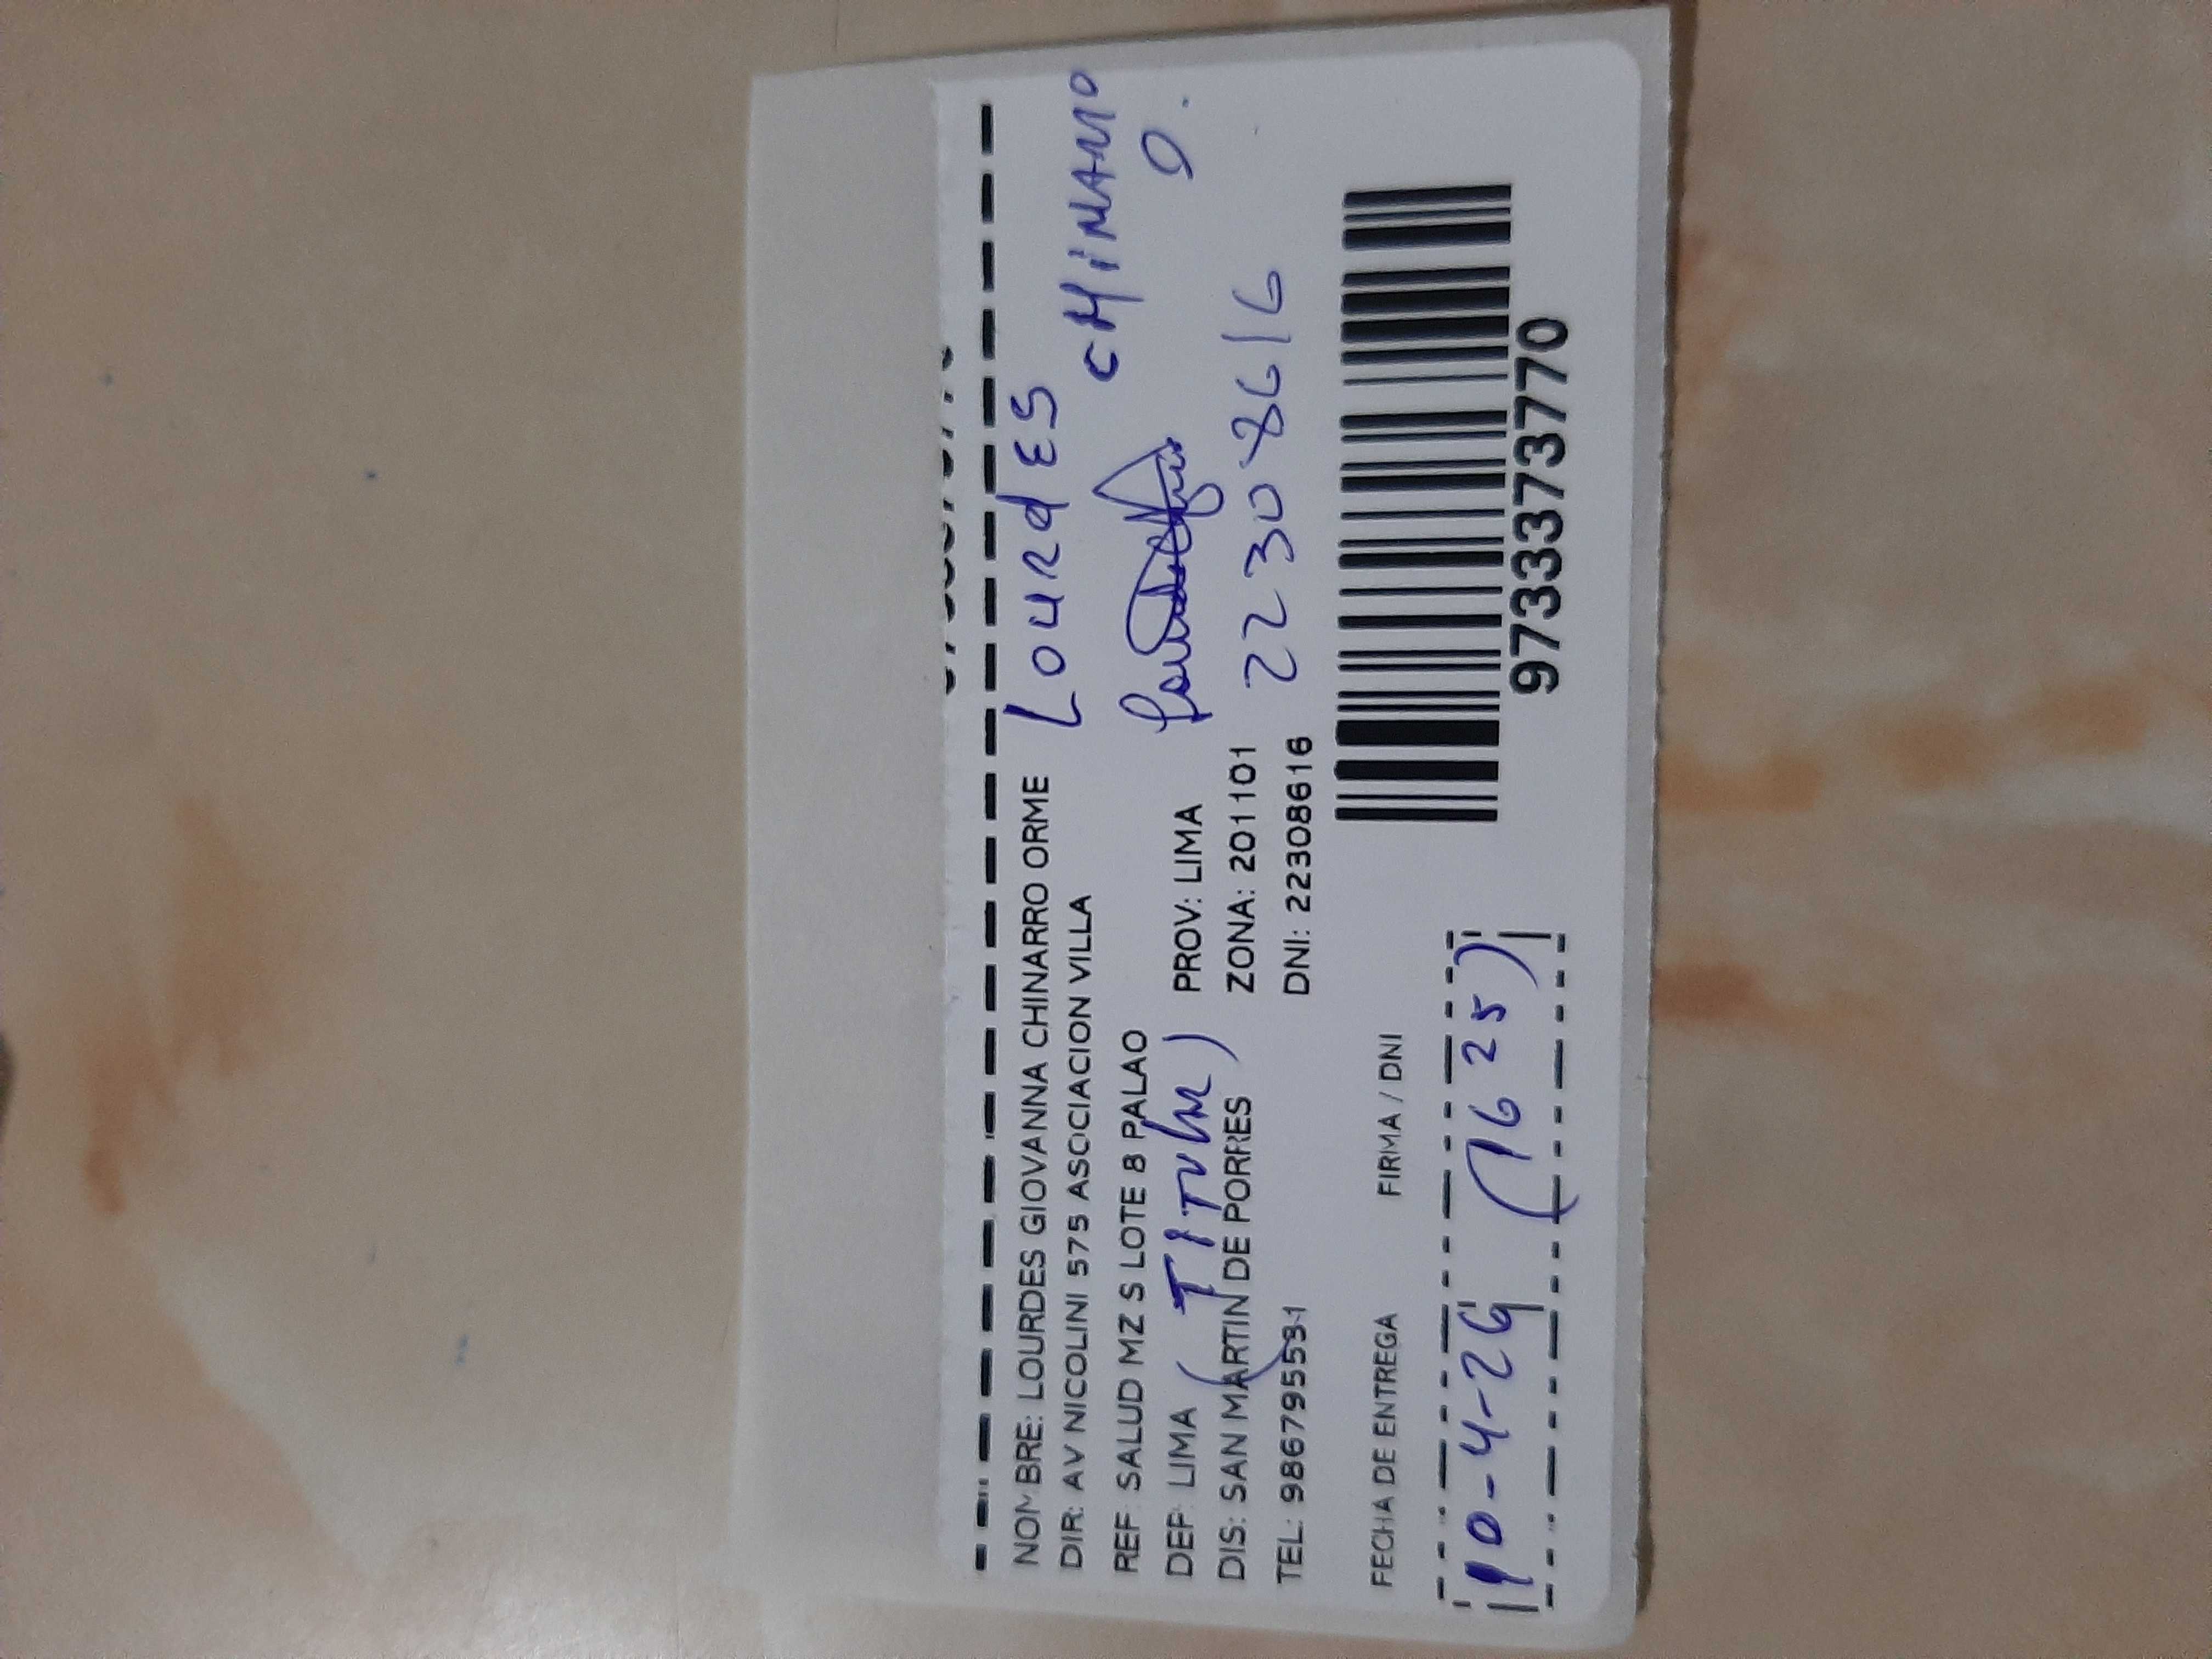 NOMBRE: LOURDES GIOVANNA CHINARRO ORME
LOURdES
DIR: AV NICOLINI 575 ASOCIACION VILLA
CHiNARRO O.
REF: SALUD MZ S LOTE 8 PALAO
DEP: LIMA
PROV: LIMA
(TITULAR)
DIS: SAN MARTIN DE PORRES
ZONA: 201101
22308616
TEL: 986795531
DNI: 22308616
FECHA DE ENTREGA
FIRMA / DNI
9733373770
10-4-26 (16 25)